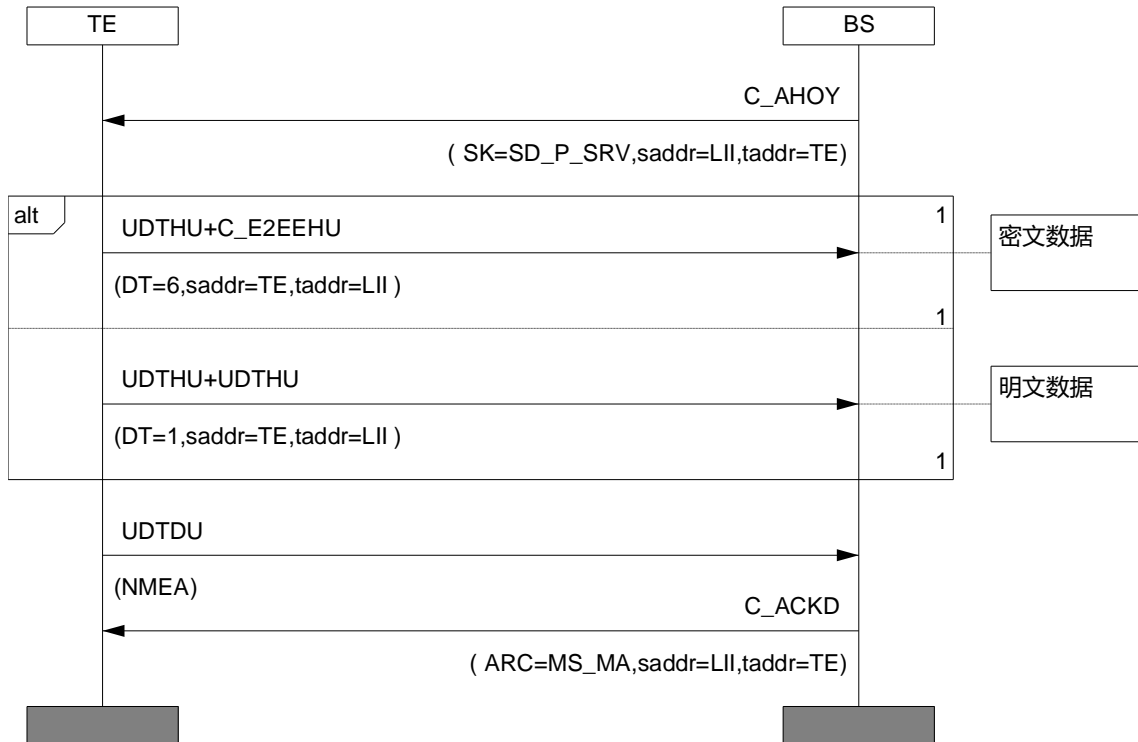 TE
BS
C_AHOY
( SK=SD_P_SRV,saddr=LII,taddr=TE)
alt
1
UDTHU+C_E2EEHU
密文数据
(DT=6,saddr=TE,taddr=LII )
1
UDTHU+UDTHU
明文数据
(DT=1,saddr=TE,taddr=LII )
1
UDTDU
(NMEA)
C_ACKD
( ARC=MS_MA,saddr=LII,taddr=TE)